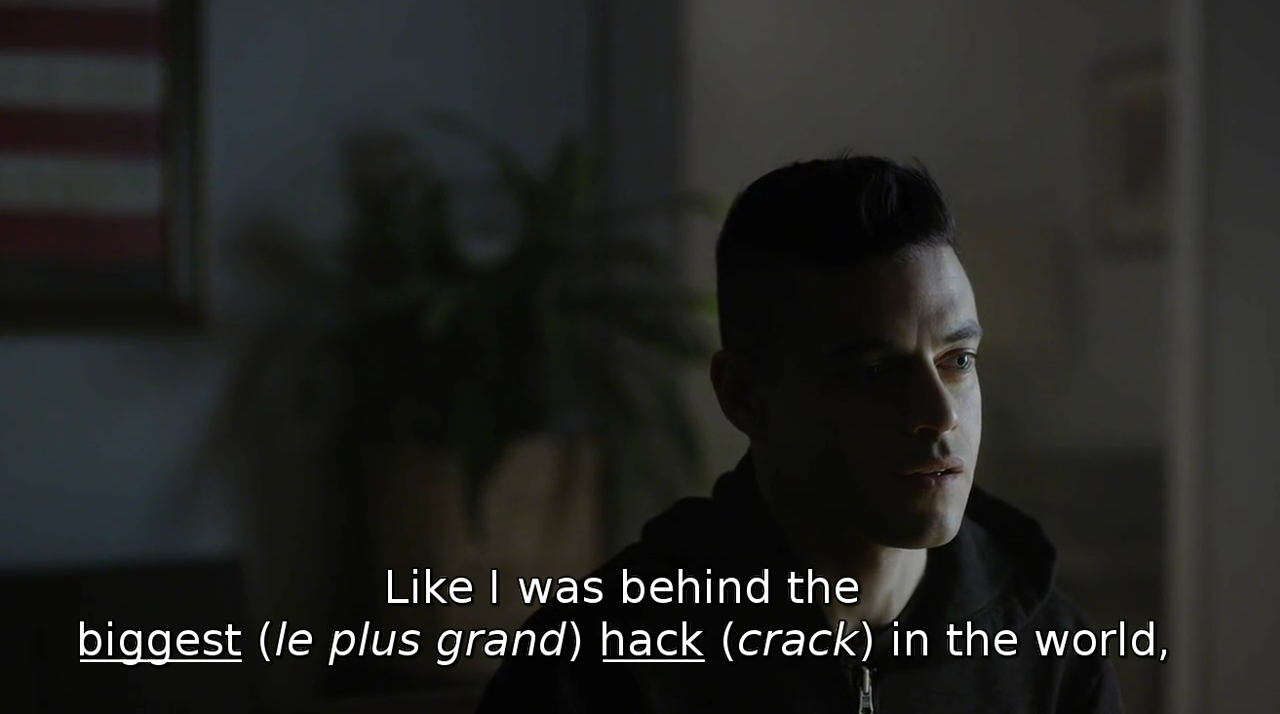 Like I was behind the
biggest (le plus grand) hack (crack) in the world,